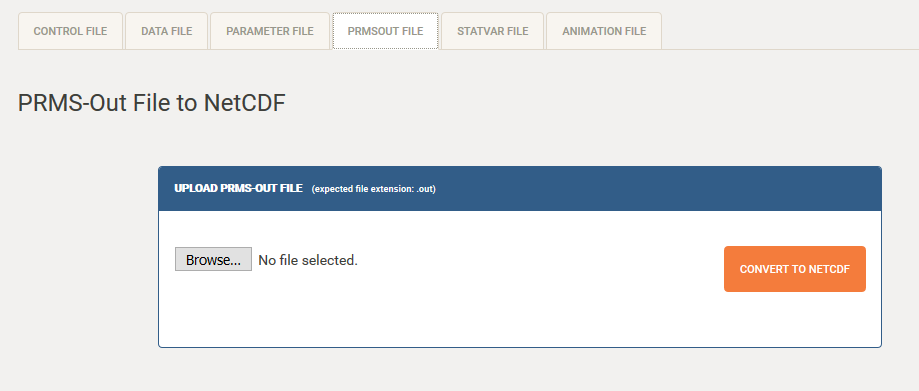 CONTROL FILE DATA FILE PARAMETER FILE PRMSOUT FILE STATVAR FILE ANIMATION FILE
PRMS-Out File to NetCDF
UPLOAD PRMS-OUT FILE (expected file extension: .out)
Browse... No file selected. CONVERT TO NETCDF